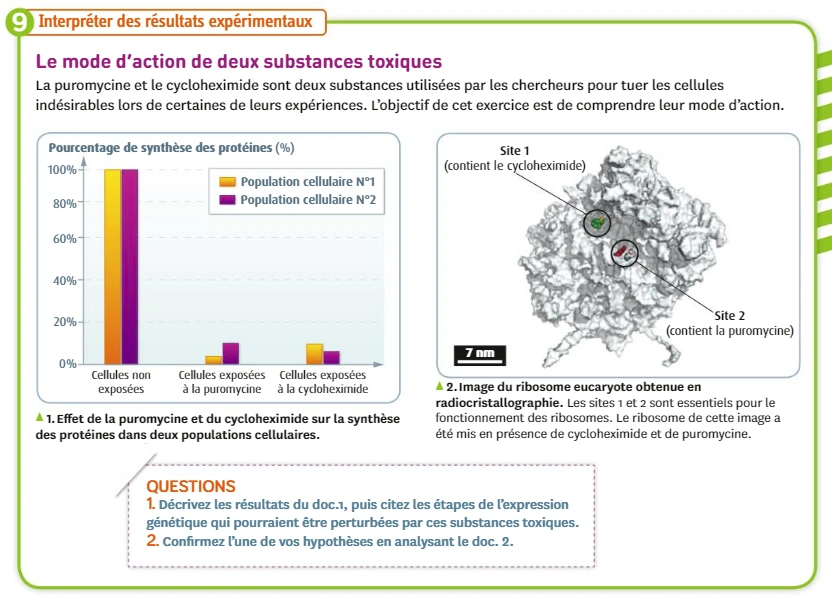 9 Interpréter des résultats expérimentaux
Le mode d'action de deux substances toxiques
La puromycine et le cycloheximide sont deux substances utilisées par les chercheurs pour tuer les cellules
indésirables lors de certaines de leurs expériences. L'objectif de cet exercice est de comprendre leur mode d'action.
Pourcentage de synthèse des protéines (%)
100%
80%
60%
40%
20%
0%
Population cellulaire N°1
Population cellulaire N°2
Cellules non
exposées
Cellules exposées
à la puromycine
Cellules exposées
à la cycloheximide
1. Effet de la puromycine et du cycloheximide sur la synthèse
des protéines dans deux populations cellulaires.
Site 1
(contient le cycloheximide)
Site 2
(contient la puromycine)
7 nm
2. Image du ribosome eucaryote obtenue en
radiocristallographie. Les sites 1 et 2 sont essentiels pour le
fonctionnement des ribosomes. Le ribosome de cette image a
été mis en présence de cycloheximide et de puromycine.
QUESTIONS
1. Décrivez les résultats du doc.1, puis citez les étapes de l'expression
génétique qui pourraient être perturbées par ces substances toxiques.
2. Confirmez l'une de vos hypothèses en analysant le doc. 2.